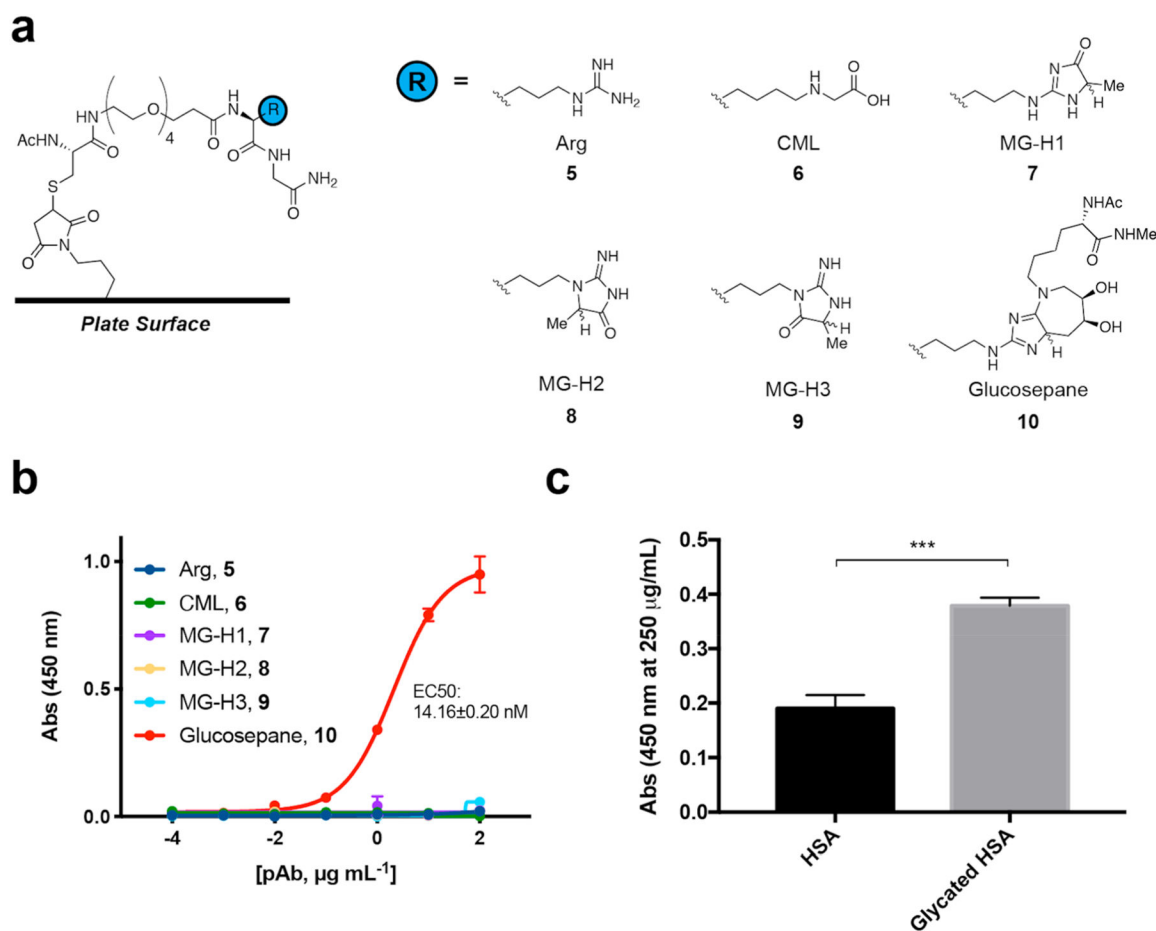 a
R =
H
N
O
4
N
H
O
R
AcHN
O
S
O
NH
NH2
O
O
N
O
Plate Surface
NH
N
H
NH2
Arg
5
H
N
O
OH
CML
6
O
N
Me
N
H
N
H
H
MG-H1
7
NH
N
NH
Me
H
O
MG-H2
8
NH
N
NH
O
H
Me
MG-H3
9
NHAc
NHMe
O
N
OH
OH
N
N
H
N
H
Glucosepane
10
b
Abs (450 nm)
1.0
0.5
0.0
Arg, 5
CML, 6
MG-H1, 7
MG-H2, 8
MG-H3, 9
Glucosepane, 10
EC50:
14.16±0.20 nM
-4
-2
0
2
[pAb, µg mL-1]
c
Abs (450 nm at 250 µg/mL)
0.5
0.4
0.3
0.2
0.1
0.0
***
HSA
Glycated HSA